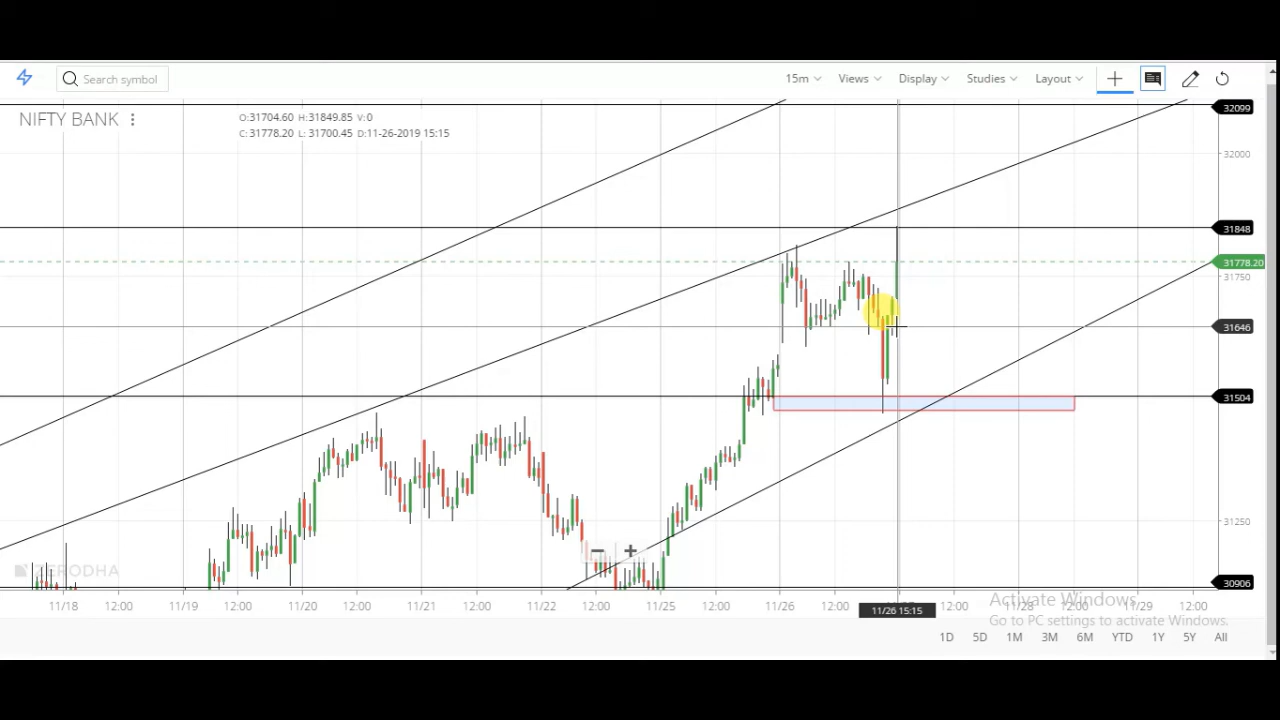 Search symbol
15m Views Display Studies Layout
NIFTY BANK
O:31704.60 H:31849.85 V:0
C:31778.20 L:31700.45 D:11-26-2019 15:15
32099
32000
31848
31778.20
31750
31646
31504
31250
30906
ZERODHA
11/18 12:00 11/19 12:00 11/20 12:00 11/21 12:00 11/22 12:00 11/25 12:00 11/26 12:00 12:00 11/28 12:00 11/29 12:00
11/26 15:15
Activate Windows
Go to PC settings to activate Windows.
1D 5D 1M 3M 6M YTD 1Y 5Y All